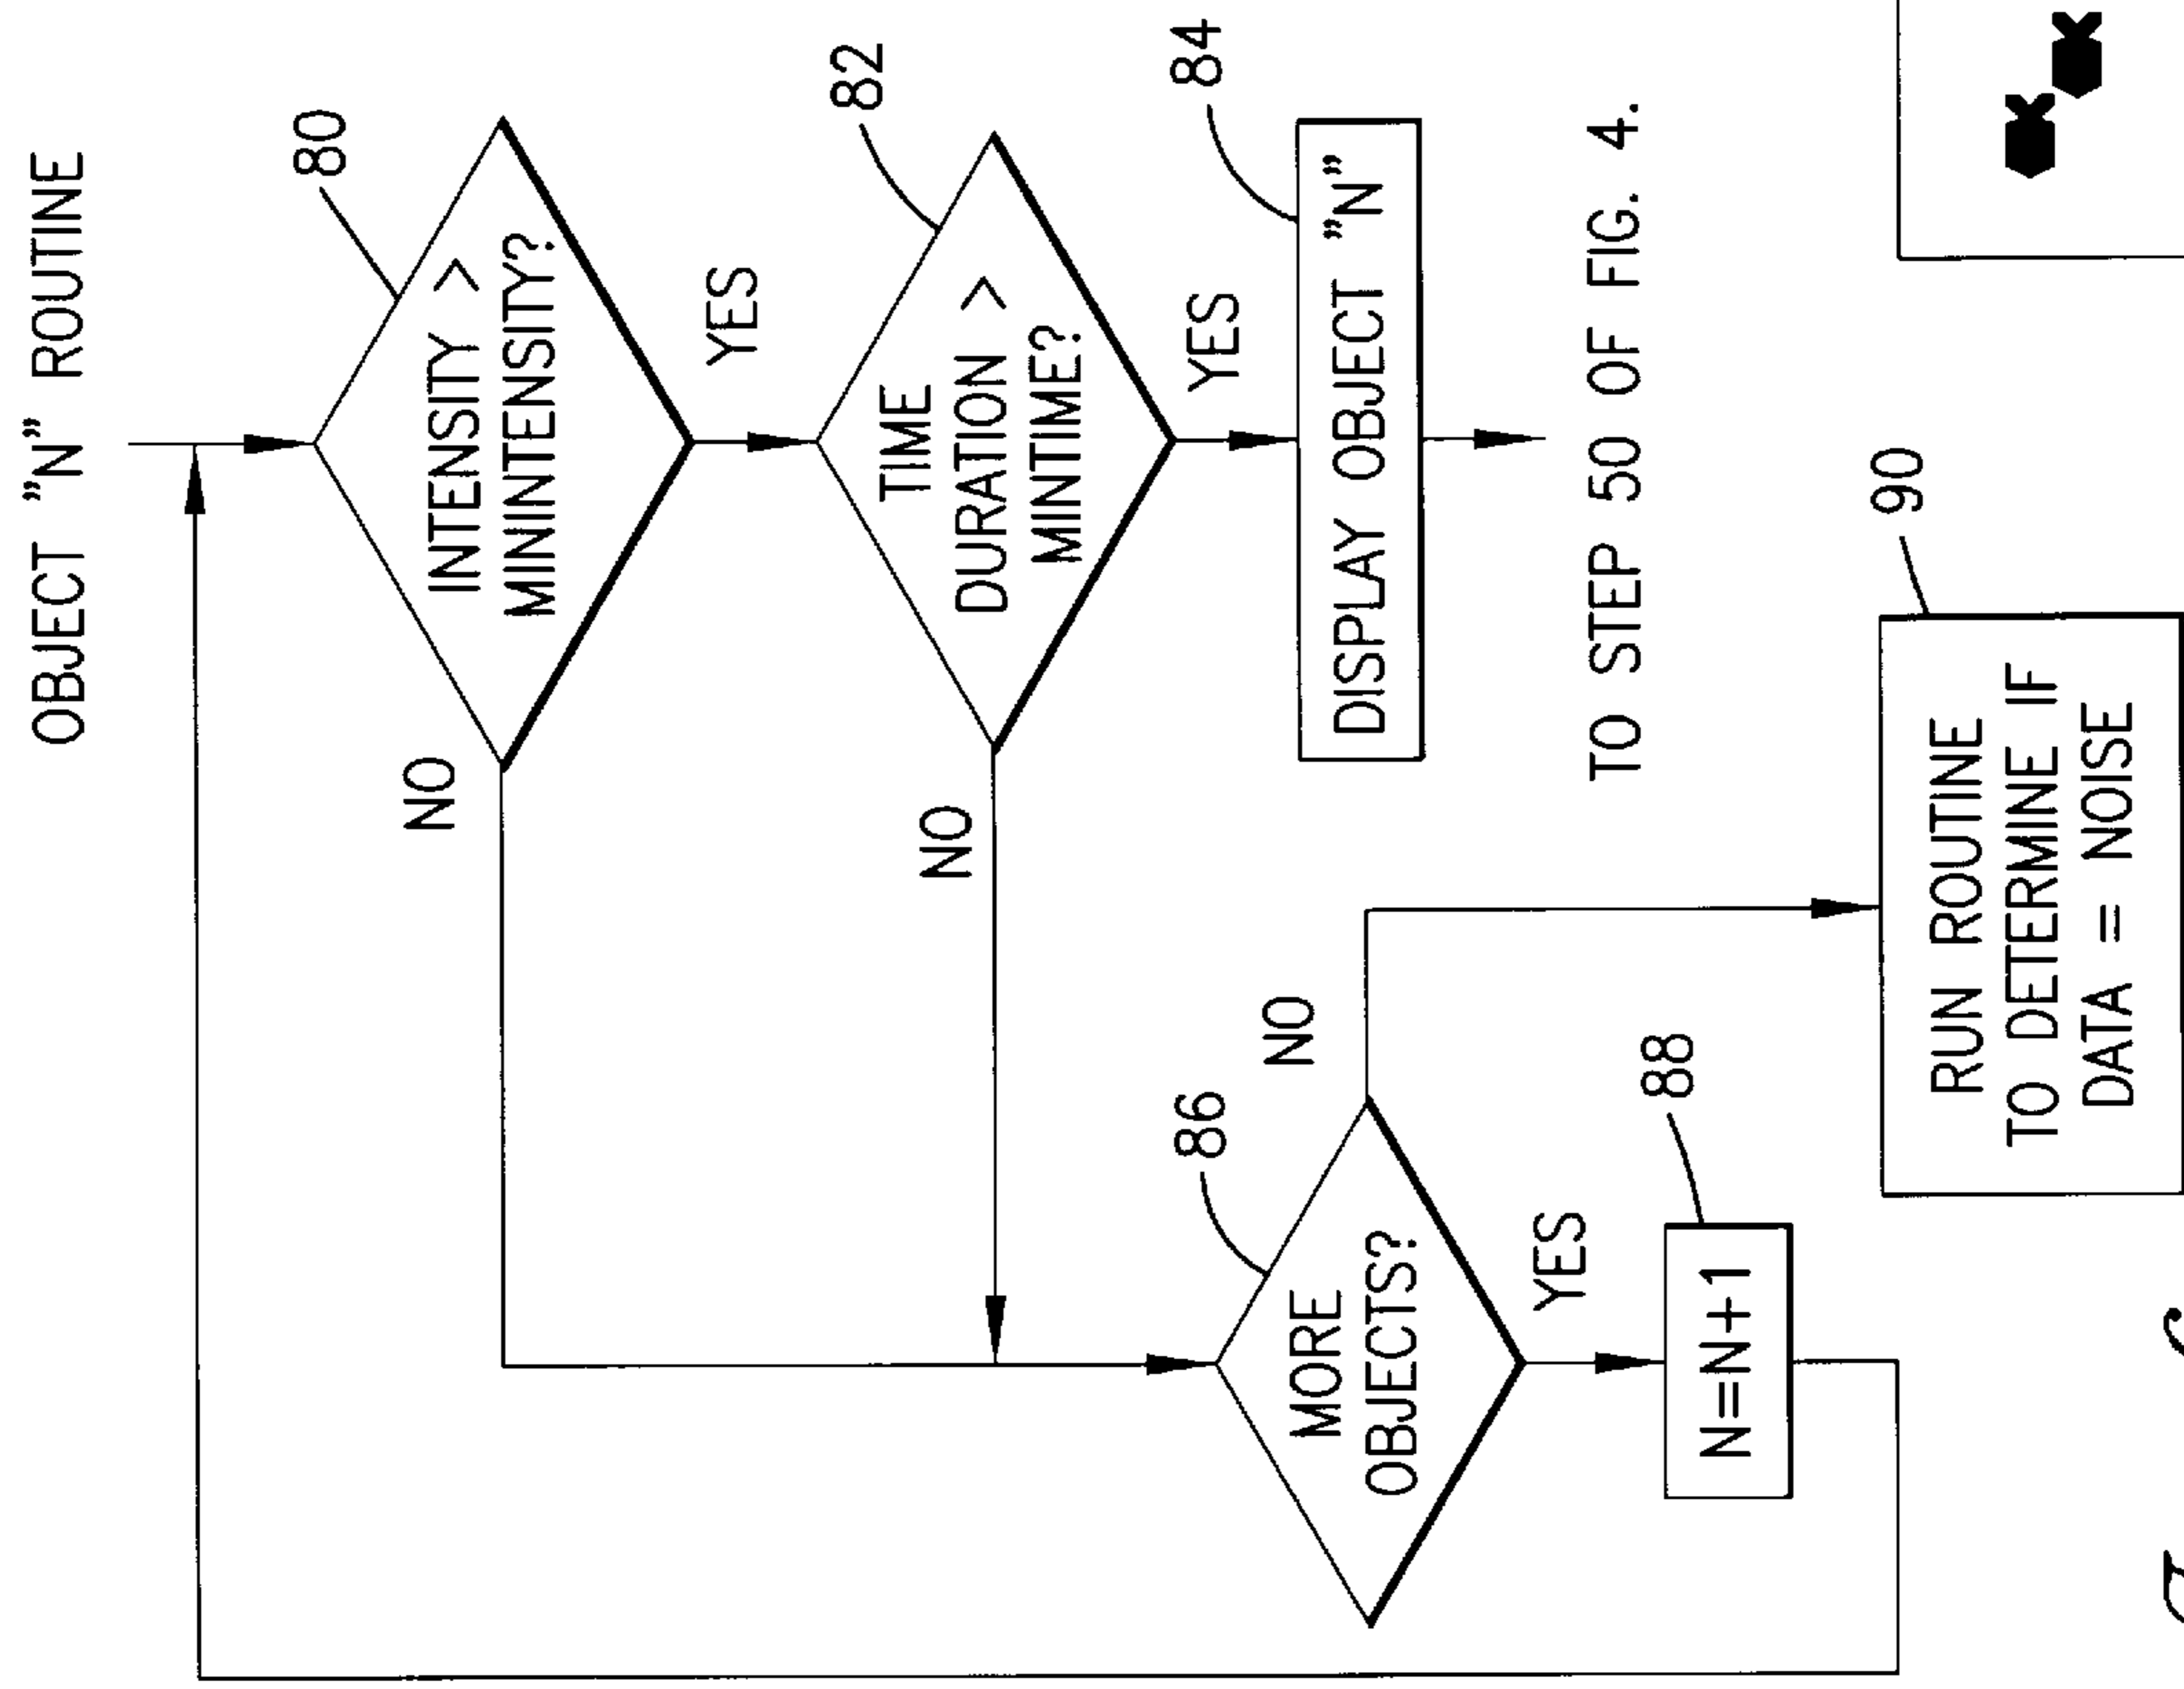 OBJECT "N" ROUTINE
80
INTENSITY >
MININTENSITY?
NO
YES
82
TIME
DURATION >
MINTIME?
NO
YES
84
DISPLAY OBJECT "N"
TO STEP 50 OF FIG. 4.
86
MORE
OBJECTS?
NO
YES
88
N=N+1
90
RUN ROUTINE
TO DETERMINE IF
DATA = NOISE